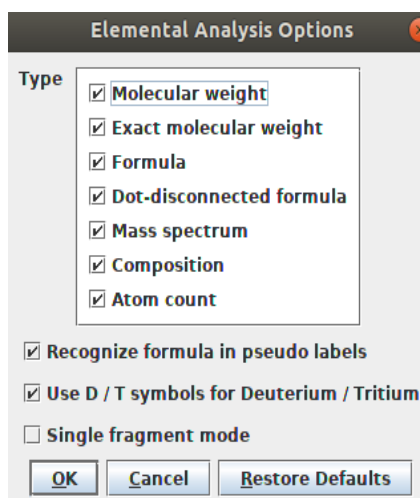 Elemental Analysis Options
Type
Molecular weight
Exact molecular weight
Formula
Dot-disconnected formula
Mass spectrum
Composition
Atom count
Recognize formula in pseudo labels
Use D / T symbols for Deuterium / Tritium
Single fragment mode
OK Cancel Restore Defaults